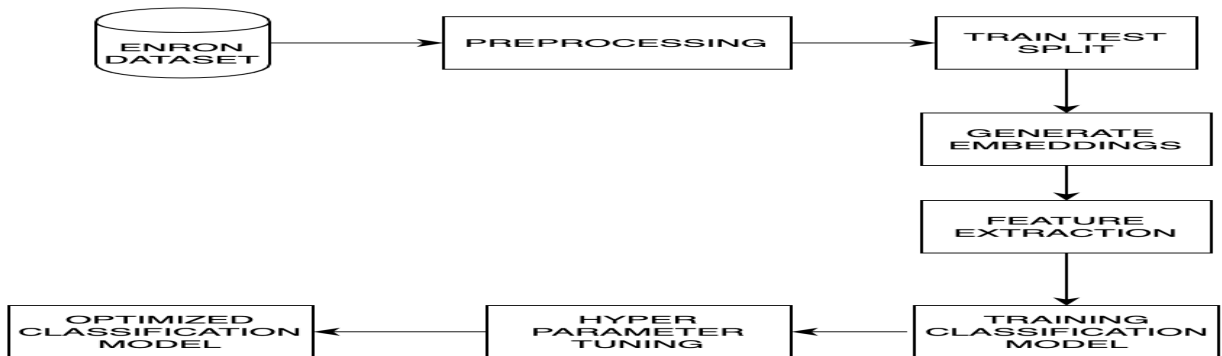 ENRON
DATASET
PREPROCESSING
TRAIN TEST
SPLIT
GENERATE
EMBEDDINGS
FEATURE
EXTRACTION
TRAINING
CLASSIFICATION
MODEL
HYPER
PARAMETER
TUNING
OPTIMIZED
CLASSIFICATION
MODEL